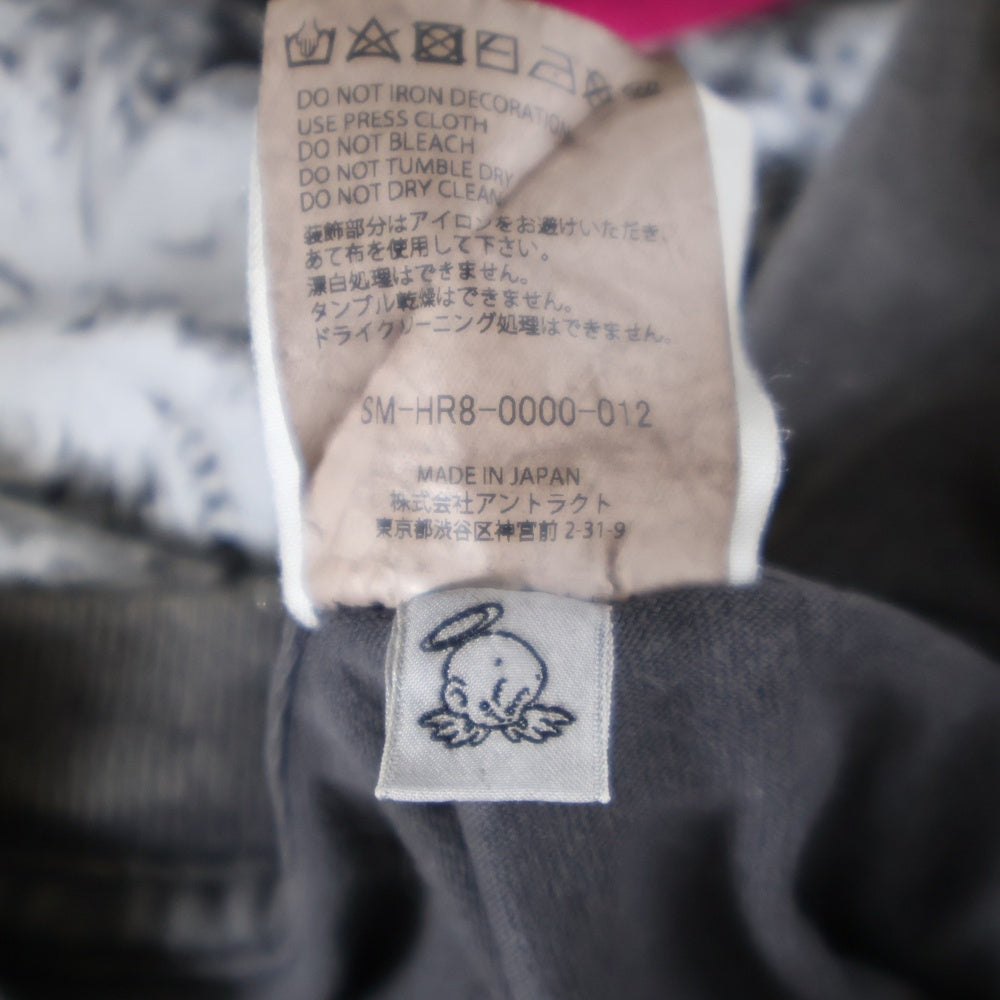 DO NOT IRON DECORATION
USE PRESS CLOTH
DO NOT BLEACH
DO NOT TUMBLE DRY
DO NOT DRY CLEAN
装飾部分はアイロンをお避けいただき、
あて布を使用して下さい。
漂白処理はできません。
タンブル乾燥はできません。
ドライクリーニング処理はできません。
SM-HR8-0000-012
MADE IN JAPAN
株式会社アントラクト
東京都渋谷区神宮前 2-31-9